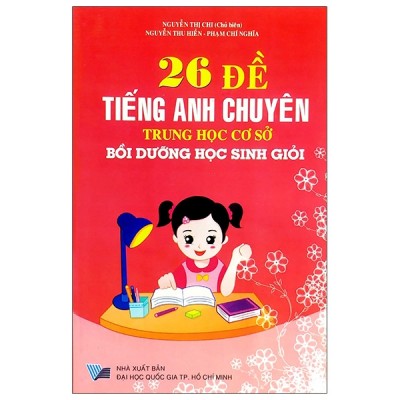 NGUYỄN THỊ CHI (Chủ biên)
NGUYỄN THU HIỀN - PHẠM CHÍ NGHĨA
26 ĐỀ
TIẾNG ANH CHUYÊN
TRUNG HỌC CƠ SỞ
BỒI DƯỠNG HỌC SINH GIỎI
NHÀ XUẤT BẢN
ĐẠI HỌC QUỐC GIA TP. HỒ CHÍ MINH